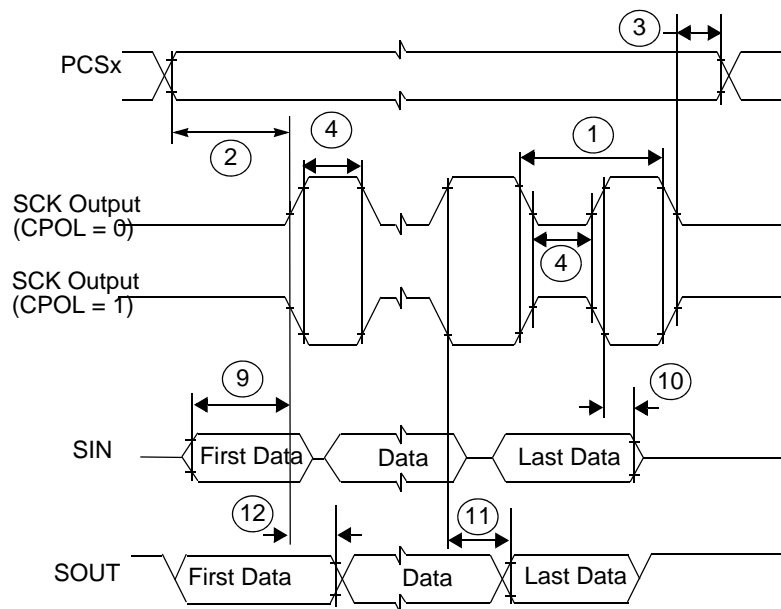 3
PCSx
2
4
1
SCK Output
(CPOL = 0)
4
SCK Output
(CPOL = 1)
9
10
SIN
First Data
Data
Last Data
12
11
SOUT
First Data
Data
Last Data